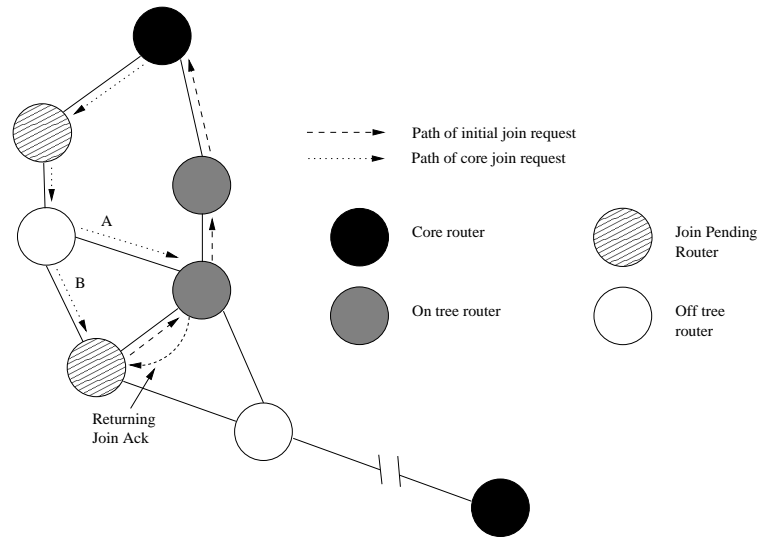 Path of initial join request
Path of core join request
A
Core router
Join Pending
Router
B
On tree router
Off tree
router
Returning
Join Ack